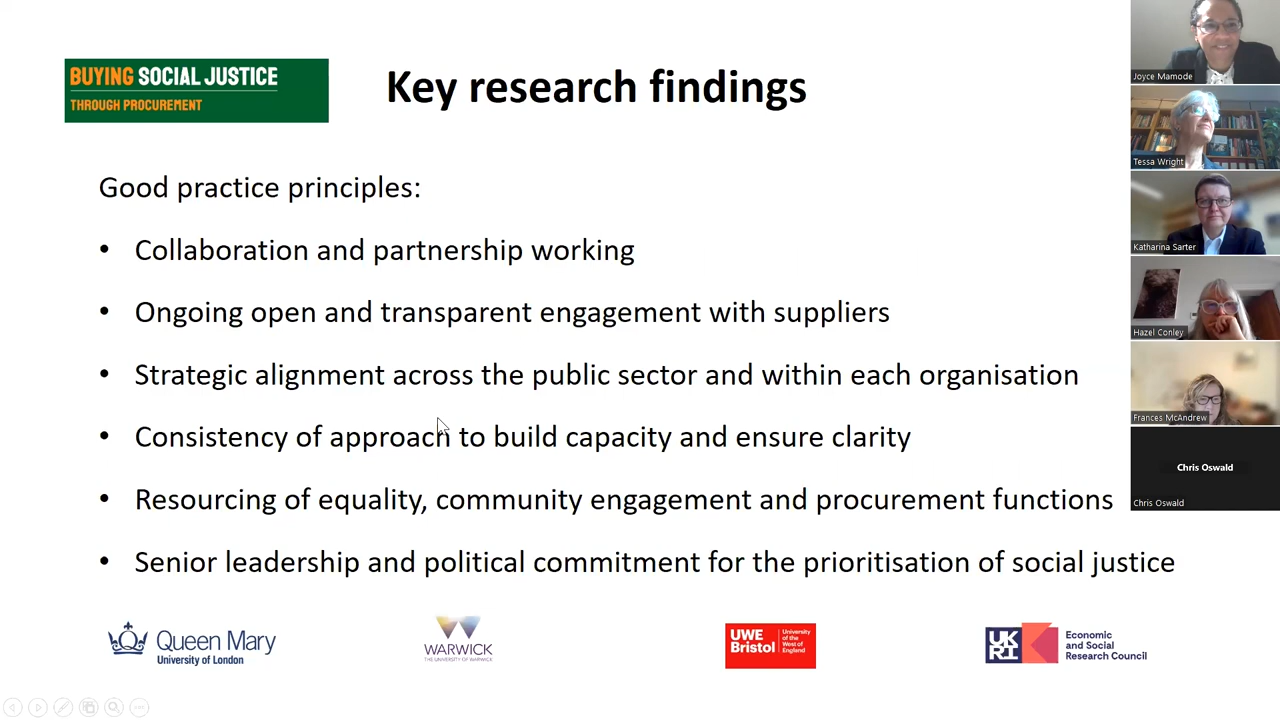 BUYING SOCIAL JUSTICE
THROUGH PROCUREMENT
Key research findings
Good practice principles:
• Collaboration and partnership working
• Ongoing open and transparent engagement with suppliers
• Strategic alignment across the public sector and within each organisation
• Consistency of approach to build capacity and ensure clarity
• Resourcing of equality, community engagement and procurement functions
• Senior leadership and political commitment for the prioritisation of social justice
Queen Mary
University of London
WARWICK
THE UNIVERSITY OF WARWICK
UWE
Bristol
University
of the
West of
England
UK
RI
Economic
and Social
Research Council
Joyce Mamode
Tessa Wright
Katharina Sarter
Hazel Conley
Frances McAndrew
Chris Oswald
Chris Oswald